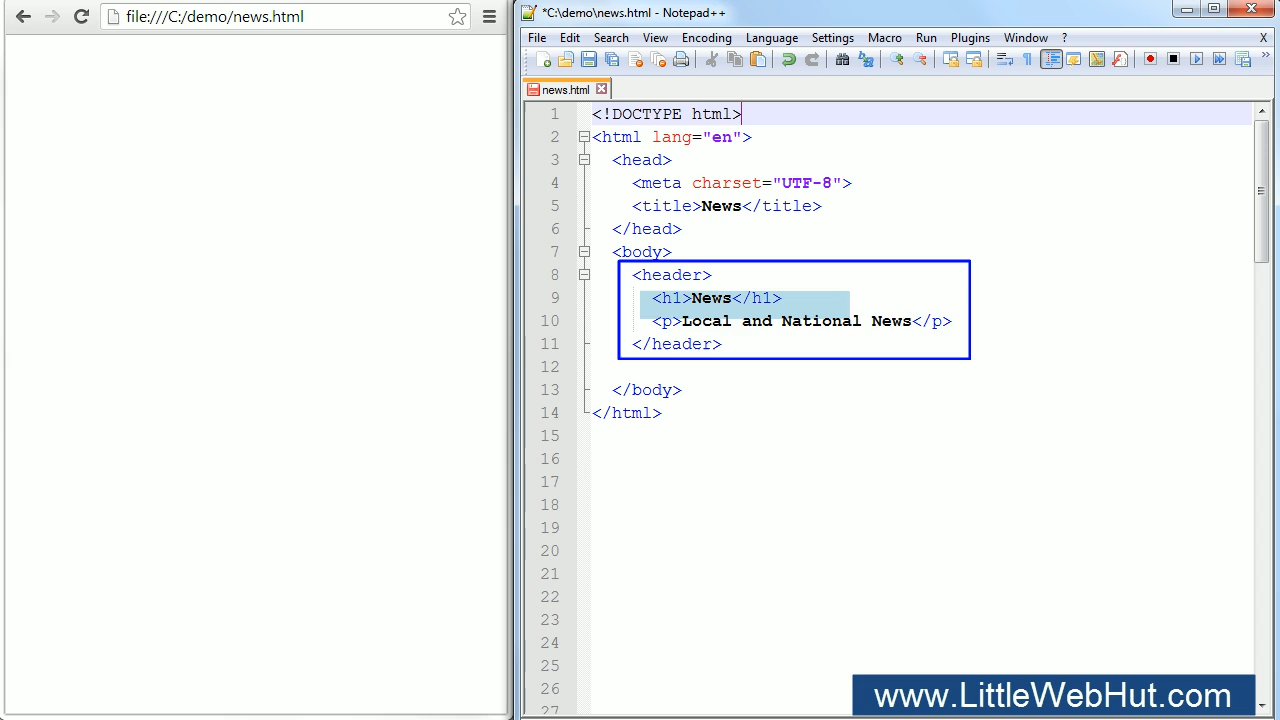 file:///C:/demo/news.html
*C:\demo\news.html - Notepad++
File Edit Search View Encoding Language Settings Macro Run Plugins Window ? X
news.html
1 <!DOCTYPE html>
2 <html lang="en">
3 <head>
4 <meta charset="UTF-8">
5 <title>News</title>
6 </head>
7 <body>
8 <header>
9 <h1>News</h1>
10 <p>Local and National News</p>
11 </header>
12
13 </body>
14 </html>
15
16
17
18
19
20
21
22
23
24
25
26
27
www.LittleWebHut.com